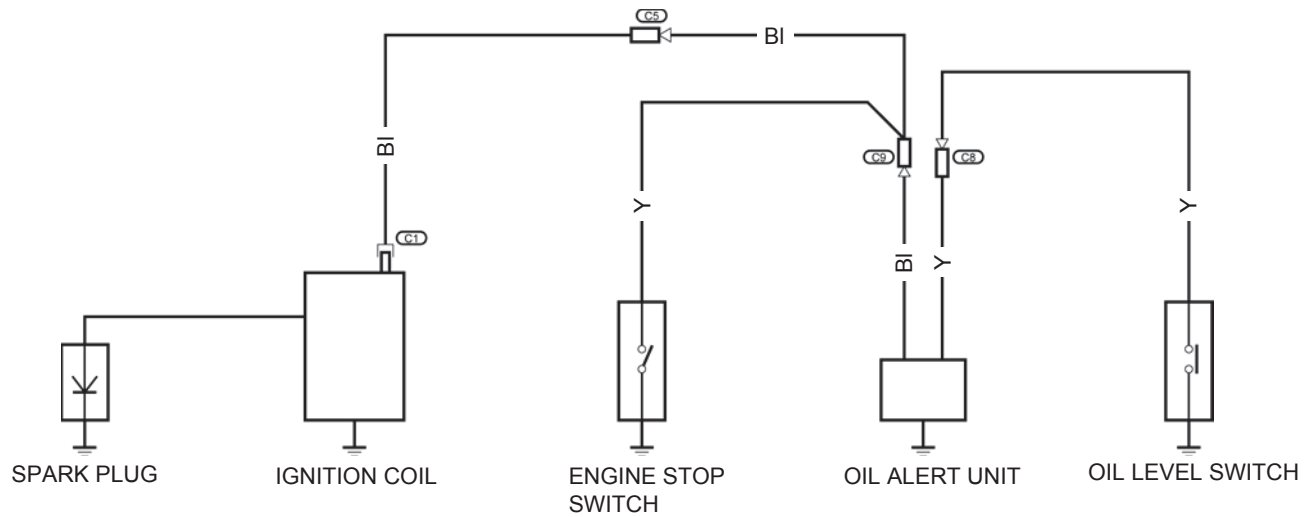 C5
Bl
Bl
C9
C8
Y
Y
C1
Bl
Y
SPARK PLUG
IGNITION COIL
ENGINE STOP
SWITCH
OIL ALERT UNIT
OIL LEVEL SWITCH